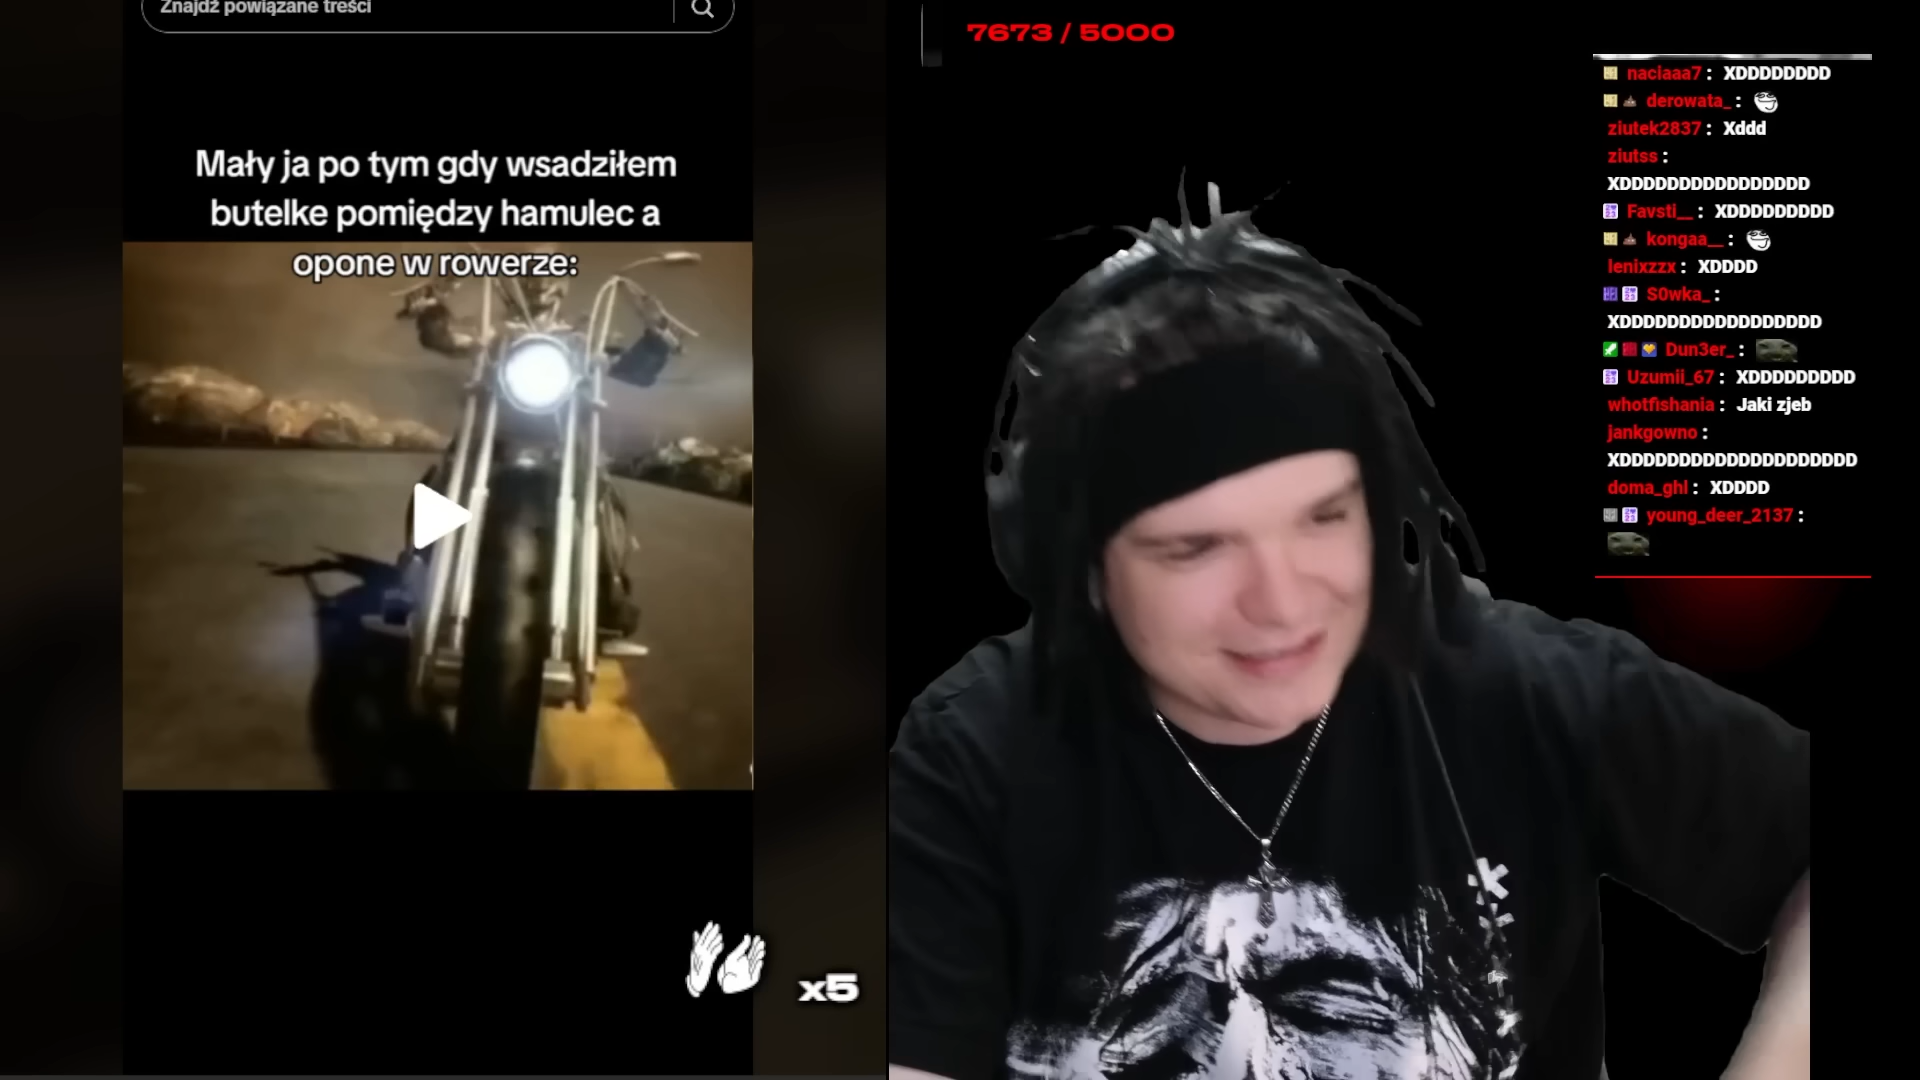 Znajdź powiązane treści
Mały ja po tym gdy wsadziłem
butelke pomiędzy hamulec a
opone w rowerze:
x5
7673 / 5000
naciaaa7 : XDDDDDDDD
derowata_ :
ziutek2837 : Xddd
ziutss :
XDDDDDDDDDDDDDDDD
Favsti__ : XDDDDDDDDD
kongaa__ :
lenixzzx : XDDDD
S0wka_ :
XDDDDDDDDDDDDDDDDD
Dun3er_ :
Uzumii_67 : XDDDDDDDDD
whotfishania : Jaki zjeb
jankgowno :
XDDDDDDDDDDDDDDDDDDDD
doma_ghl : XDDDD
young_deer_2137 :